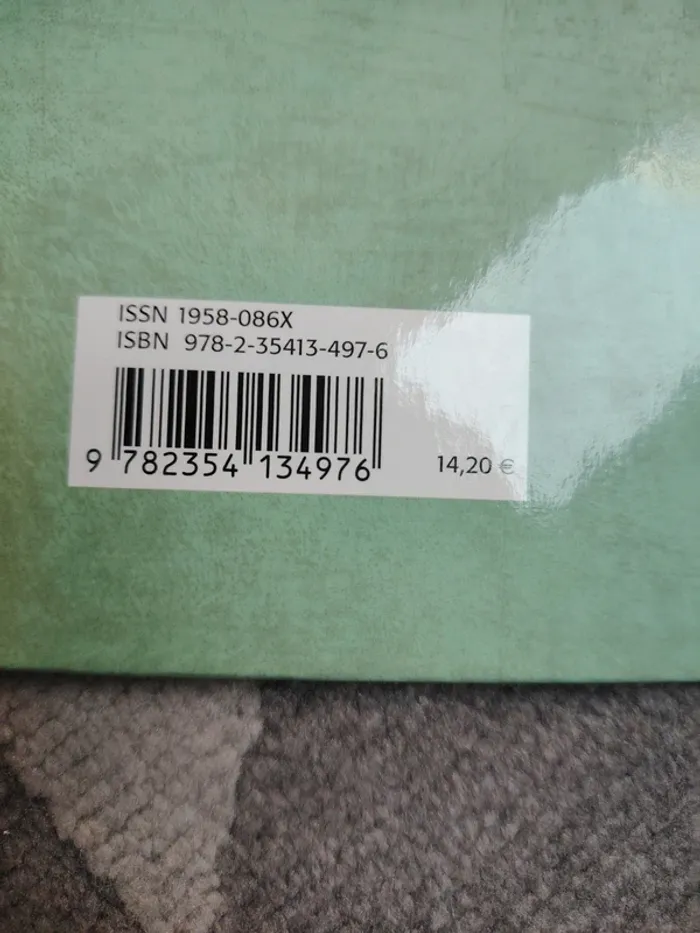 ISSN 1958-086X
ISBN 978-2-35413-497-6
9 782354 134976
14,20 €